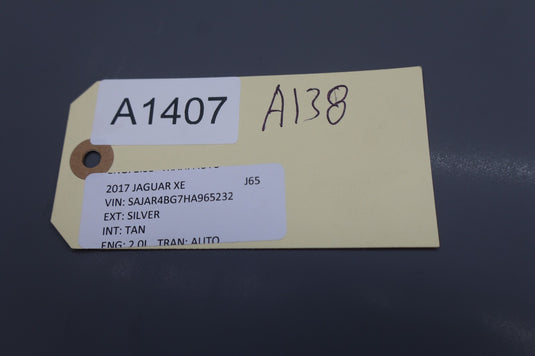 A1407
A138
2017 JAGUAR XE J65
VIN: SAJAR4BG7HA965232
EXT: SILVER
INT: TAN
ENG: 2.0L TRAN: AUTO